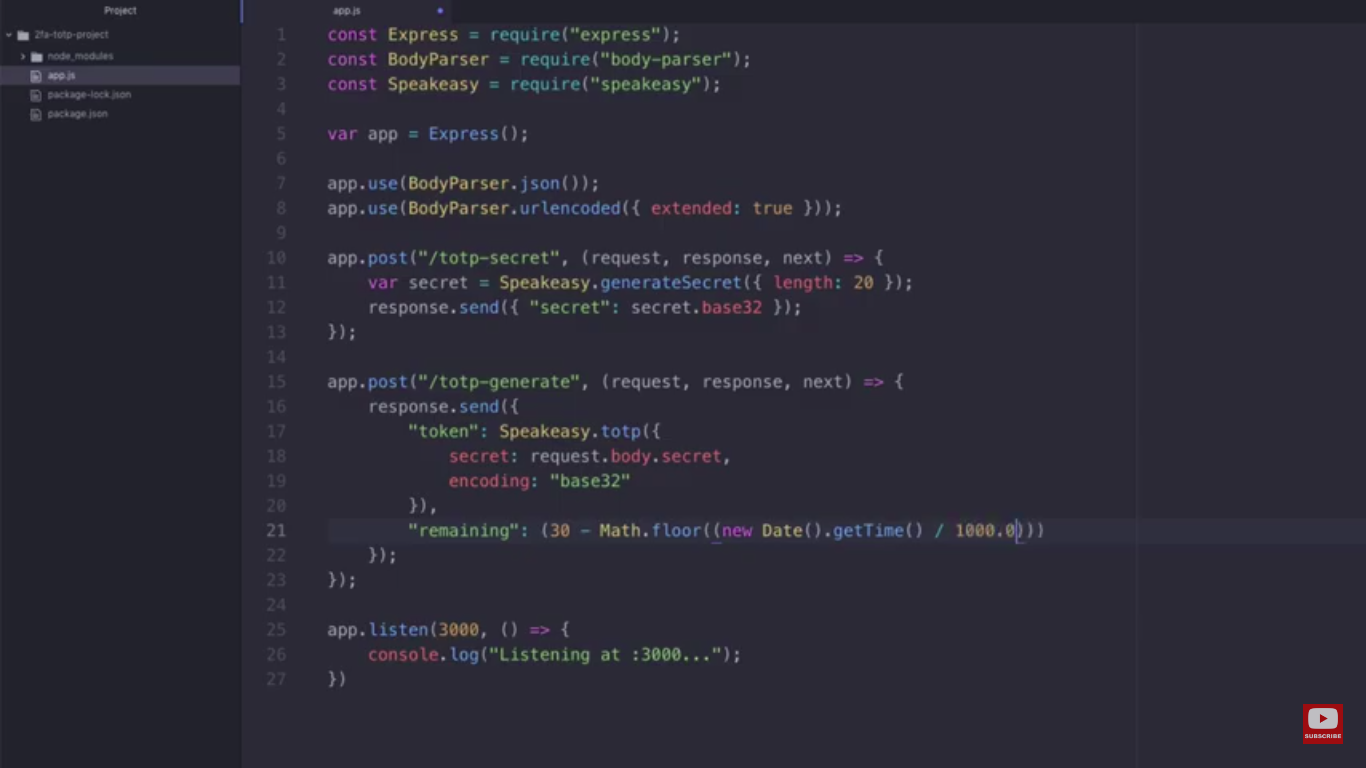 Project
2fa-totp-project
node_modules
app.js
package-lock.json
package.json
app.js
1 const Express = require("express");
2 const BodyParser = require("body-parser");
3 const Speakeasy = require("speakeasy");
4
5 var app = Express();
6
7 app.use(BodyParser.json());
8 app.use(BodyParser.urlencoded({ extended: true }));
9
10 app.post("/totp-secret", (request, response, next) => {
11     var secret = Speakeasy.generateSecret({ length: 20 });
12     response.send({ "secret": secret.base32 });
13 });
14
15 app.post("/totp-generate", (request, response, next) => {
16     response.send({
17         "token": Speakeasy.totp({
18             secret: request.body.secret,
19             encoding: "base32"
20         }),
21         "remaining": (30 - Math.floor((new Date().getTime() / 1000.0)))
22     });
23 });
24
25 app.listen(3000, () => {
26     console.log("Listening at :3000...");
27 })
SUBSCRIBE